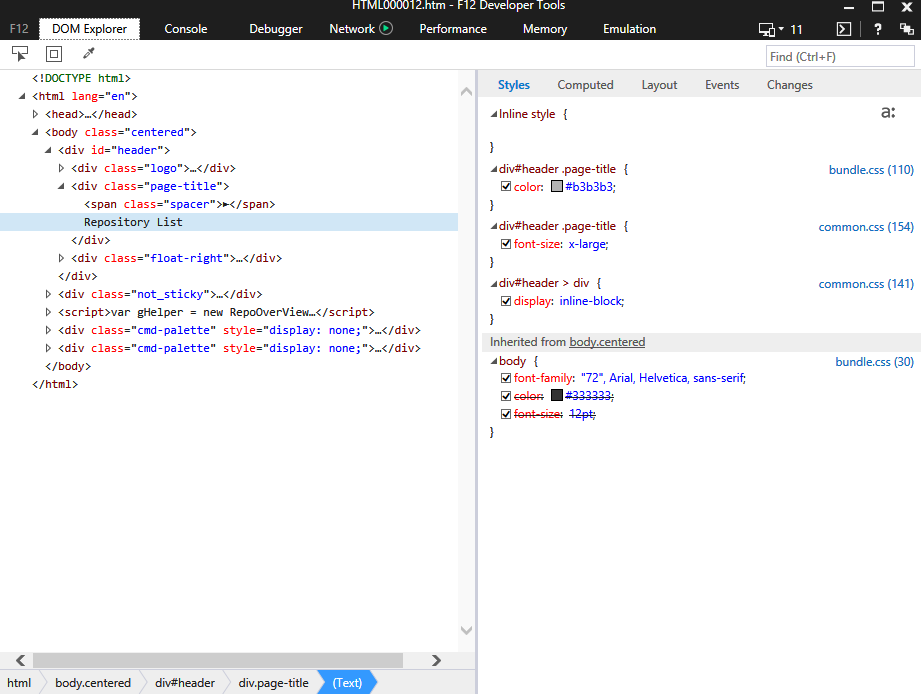 HTML000012.htm - F12 Developer Tools
F12 DOM Explorer Console Debugger Network Performance Memory Emulation 11 ?
Find (Ctrl+F)
<!DOCTYPE html>
<html lang="en">
<head>…</head>
<body class="centered">
<div id="header">
<div class="logo">…</div>
<div class="page-title">
<span class="spacer">►</span>
Repository List
</div>
<div class="float-right">…</div>
</div>
<div class="not_sticky">…</div>
<script>var gHelper = new RepoOverView…</script>
<div class="cmd-palette" style="display: none;">…</div>
<div class="cmd-palette" style="display: none;">…</div>
</body>
</html>
html body.centered div#header div.page-title (Text)
Styles Computed Layout Events Changes
Inline style {
a:
}
div#header .page-title { bundle.css (110)
color: #b3b3b3;
}
div#header .page-title { common.css (154)
font-size: x-large;
}
div#header > div { common.css (141)
display: inline-block;
}
Inherited from body.centered
body { bundle.css (30)
font-family: "72", Arial, Helvetica, sans-serif;
color: #333333;
font-size: 12pt;
}